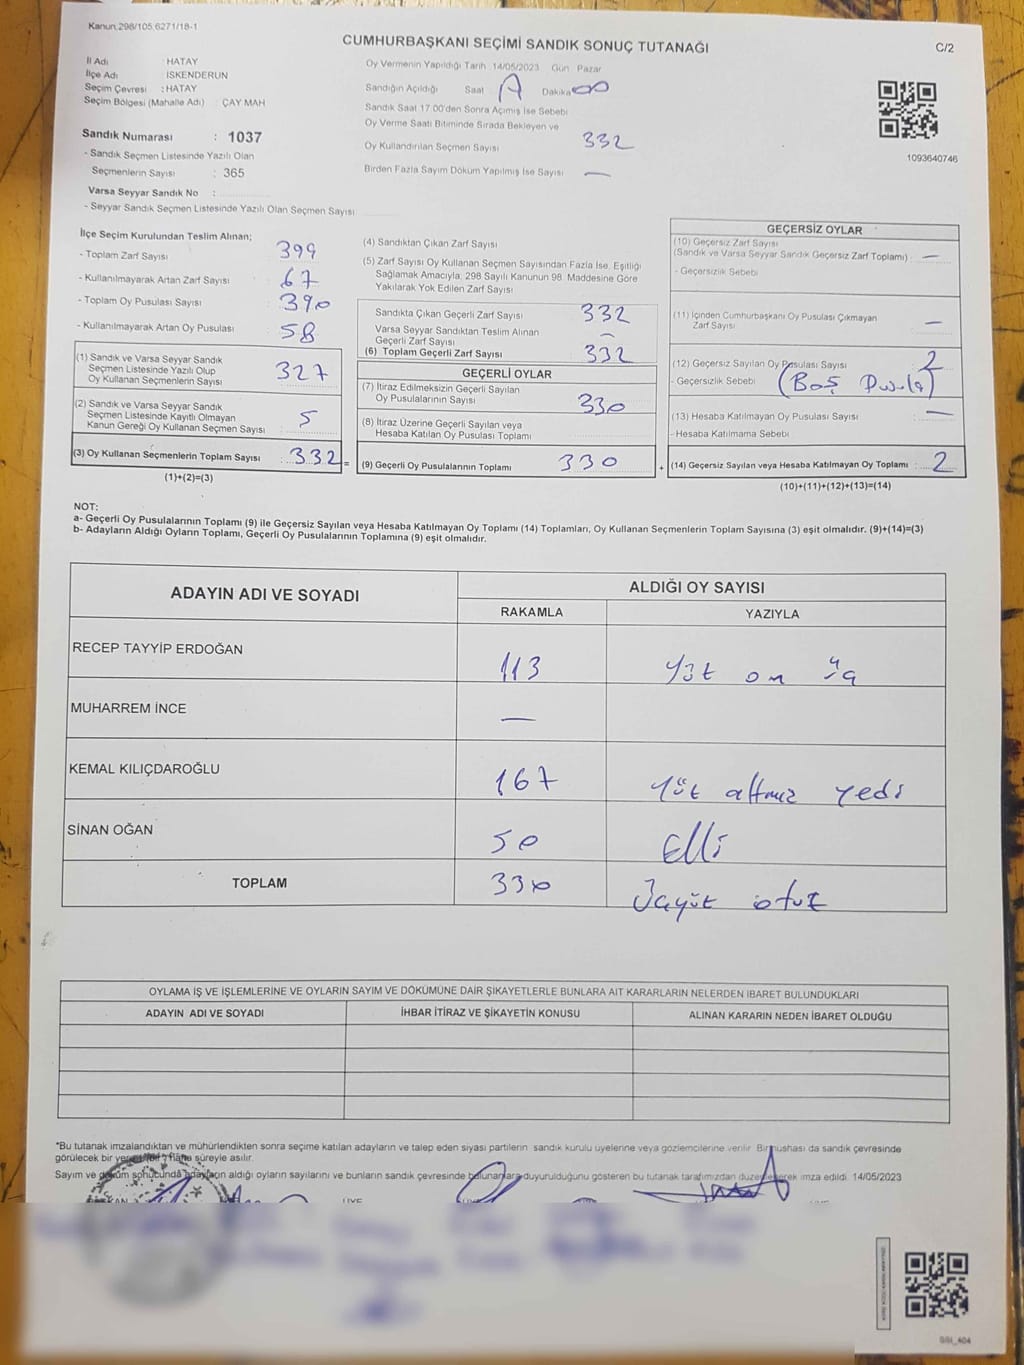 Kanun.298/105.6271/18-1
CUMHURBAŞKANI SEÇİMİ SANDIK SONUÇ TUTANAĞI
C/2
İl Adı : HATAY
İlçe Adı : İSKENDERUN
Seçim Çevresi : HATAY
Seçim Bölgesi (Mahalle Adı) : ÇAY MAH
Sandık Numarası : 1037
- Sandık Seçmen Listesinde Yazılı Olan
Seçmenlerin Sayısı : 365
Varsa Seyyar Sandık No :
- Seyyar Sandık Seçmen Listesinde Yazılı Olan Seçmen Sayısı
Oy Vermenin Yapıldığı Tarih 14/05/2023 Gün Pazar
Sandığın Açıldığı Saat Dakika 00
Sandık Saat 17.00'den Sonra Açılmış İse Sebebi
Oy Verme Saati Bitiminde Sırada Bekleyen ve
Oy Kullandırılan Seçmen Sayısı 332
Birden Fazla Sayım Döküm Yapılmış İse Sayısı —
1093640746
İlçe Seçim Kurulundan Teslim Alınan;
- Toplam Zarf Sayısı 399
- Kullanılmayarak Artan Zarf Sayısı 67
- Toplam Oy Pusulası Sayısı 390
- Kullanılmayarak Artan Oy Pusulası 58
(1) Sandık ve Varsa Seyyar Sandık
Seçmen Listesinde Yazılı Olup
Oy Kullanan Seçmenlerin Sayısı 327
(2) Sandık ve Varsa Seyyar Sandık
Seçmen Listesinde Kayıtlı Olmayan
Kanun Gereği Oy Kullanan Seçmen Sayısı 5
(3) Oy Kullanan Seçmenlerin Toplam Sayısı : 332 =
(1)+(2)=(3)
(4) Sandıktan Çıkan Zarf Sayısı
(5) Zarf Sayısı Oy Kullanan Seçmen Sayısından Fazla İse, Eşitliği
Sağlamak Amacıyla; 298 Sayılı Kanunun 98. Maddesine Göre
Yakılarak Yok Edilen Zarf Sayısı
Sandıkta Çıkan Geçerli Zarf Sayısı 332
Varsa Seyyar Sandıktan Teslim Alınan
Geçerli Zarf Sayısı —
(6) Toplam Geçerli Zarf Sayısı 332
GEÇERLİ OYLAR
(7) İtiraz Edilmeksizin Geçerli Sayılan
Oy Pusulalarının Sayısı 330
(8) İtiraz Üzerine Geçerli Sayılan veya
Hesaba Katılan Oy Pusulası Toplamı
(9) Geçerli Oy Pusulalarının Toplamı 330 +
GEÇERSİZ OYLAR
(10) Geçersiz Zarf Sayısı
(Sandık ve Varsa Seyyar Sandık Geçersiz Zarf Toplamı) —
- Geçersizlik Sebebi
(11) İçinden Cumhurbaşkanı Oy Pusulası Çıkmayan
Zarf Sayısı —
(12) Geçersiz Sayılan Oy Pusulası Sayısı 2
- Geçersizlik Sebebi (Boş Pusula)
(13) Hesaba Katılmayan Oy Pusulası Sayısı —
- Hesaba Katılmama Sebebi
(14) Geçersiz Sayılan veya Hesaba Katılmayan Oy Toplamı : 2
(10)+(11)+(12)+(13)=(14)
NOT:
a- Geçerli Oy Pusulalarının Toplamı (9) ile Geçersiz Sayılan veya Hesaba Katılmayan Oy Toplamı (14) Toplamları, Oy Kullanan Seçmenlerin Toplam Sayısına (3) eşit olmalıdır. (9)+(14)=(3)
b- Adayların Aldığı Oyların Toplamı, Geçerli Oy Pusulalarının Toplamına (9) eşit olmalıdır.
ADAYIN ADI VE SOYADI
ALDIĞI OY SAYISI
RAKAMLA YAZIYLA
RECEP TAYYİP ERDOĞAN 113 Yüz on üç
MUHARREM İNCE —
KEMAL KILIÇDAROĞLU 167 Yüz altmız yedi
SİNAN OĞAN 50 Elli
TOPLAM 330 Üçyüz otuz
OYLAMA İŞ VE İŞLEMLERİNE VE OYLARIN SAYIM VE DÖKÜMÜNE DAİR ŞİKAYETLERLE BUNLARA AİT KARARLARIN NELERDEN İBARET BULUNDUKLARI
ADAYIN ADI VE SOYADI İHBAR İTİRAZ VE ŞİKAYETİN KONUSU ALINAN KARARIN NEDEN İBARET OLDUĞU
*Bu tutanak imzalandıktan ve mühürlendikten sonra seçime katılan adayların ve talep eden siyasi partilerin sandık kurulu üyelerine veya gözlemcilerine verilir. Bir nüshası da sandık çevresinde
görülecek bir yere bir hafta süreyle asılır.
Sayım ve döküm sonucunda adayların aldığı oyların sayılarını ve bunların sandık çevresinde bulunanlara duyurulduğunu gösteren bu tutanak tarafımızdan düzenlenerek imza edildi. 14/05/2023